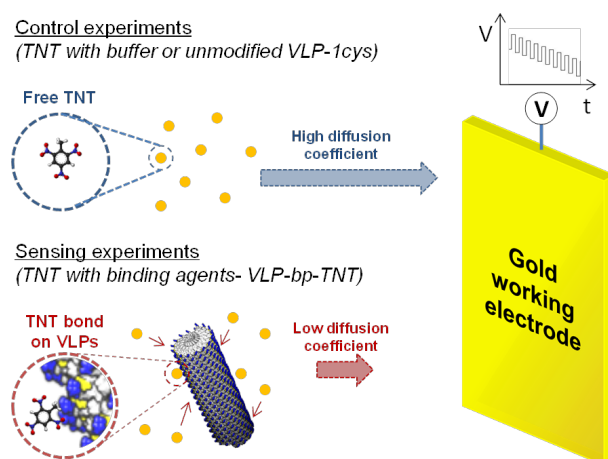 Control experiments
(TNT with buffer or unmodified VLP-1cys)
Free TNT
High diffusion
coefficient
V
t
V
Gold
working
electrode
Sensing experiments
(TNT with binding agents- VLP-bp-TNT)
TNT bond
on VLPs
Low diffusion
coefficient